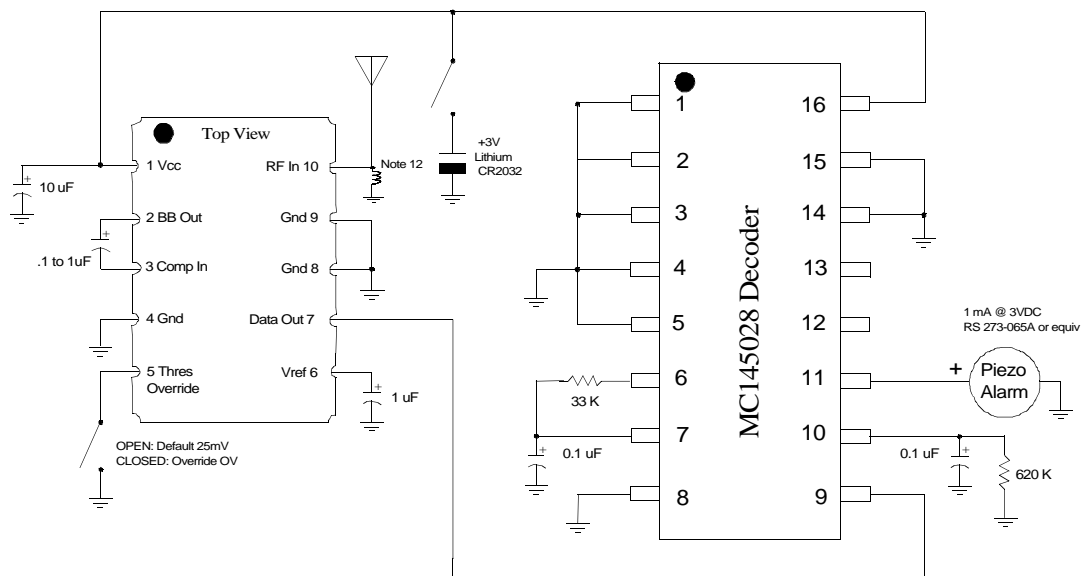 Top View
1 Vcc
RF In 10
Note 12
10 uF
2 BB Out
Gnd 9
.1 to 1uF
3 Comp In
Gnd 8
4 Gnd
Data Out 7
5 Thres
Override
Vref 6
1 uF
OPEN: Default 25mV
CLOSED: Override OV
+3V
Lithium
CR2032
MC145028 Decoder
1
2
3
4
5
6
7
8
16
15
14
13
12
11
10
9
33 K
0.1 uF
1 mA @ 3VDC
RS 273-065A or equiv
+
Piezo
Alarm
0.1 uF
620 K